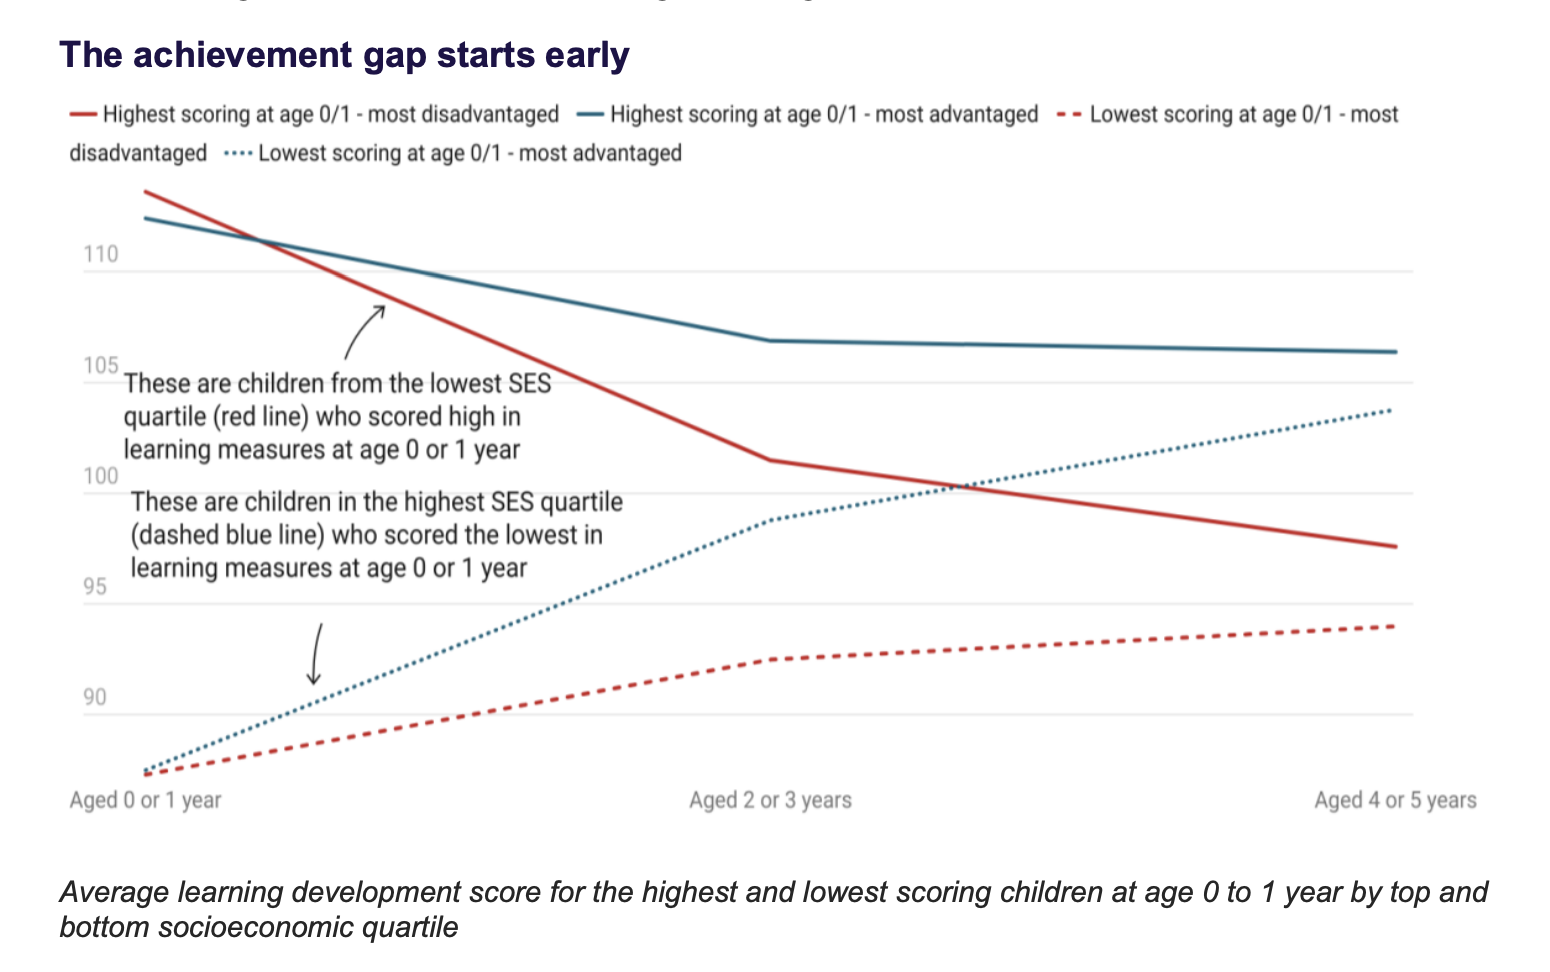 The achievement gap starts early
Highest scoring at age 0/1 - most disadvantaged Highest scoring at age 0/1 - most advantaged Lowest scoring at age 0/1 - most
disadvantaged Lowest scoring at age 0/1 - most advantaged
110
105
These are children from the lowest SES
quartile (red line) who scored high in
learning measures at age 0 or 1 year
100
These are children in the highest SES quartile
(dashed blue line) who scored the lowest in
learning measures at age 0 or 1 year
95
90
Aged 0 or 1 year Aged 2 or 3 years Aged 4 or 5 years
Average learning development score for the highest and lowest scoring children at age 0 to 1 year by top and
bottom socioeconomic quartile